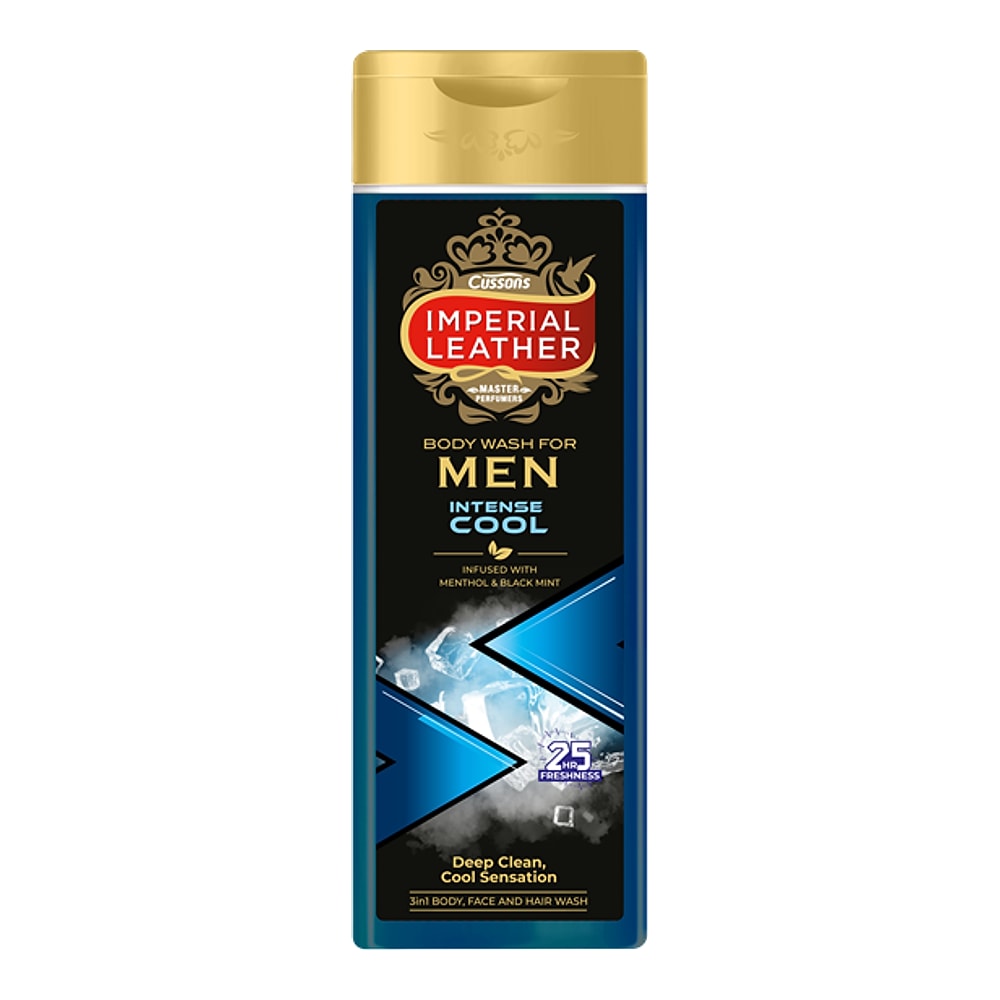 Cussons
IMPERIAL
LEATHER
MASTER
PERFUMERS
BODY WASH FOR
MEN
INTENSE
COOL
INFUSED WITH
MENTHOL & BLACK MINT
25
HR
FRESHNESS
Deep Clean,
Cool Sensation
3in1 BODY, FACE AND HAIR WASH